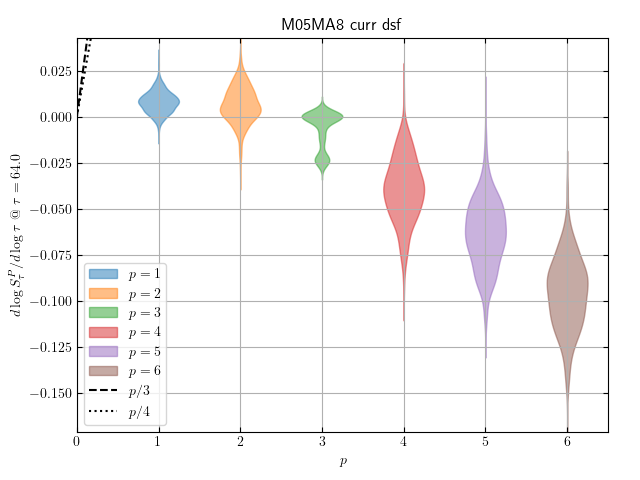 M05MA8 curr dsf
d log S_τ^P / d log τ @ τ = 64.0
0.025
0.000
−0.025
−0.050
−0.075
−0.100
−0.125
−0.150
p = 1
p = 2
p = 3
p = 4
p = 5
p = 6
p/3
p/4
0 1 2 3 4 5 6
p